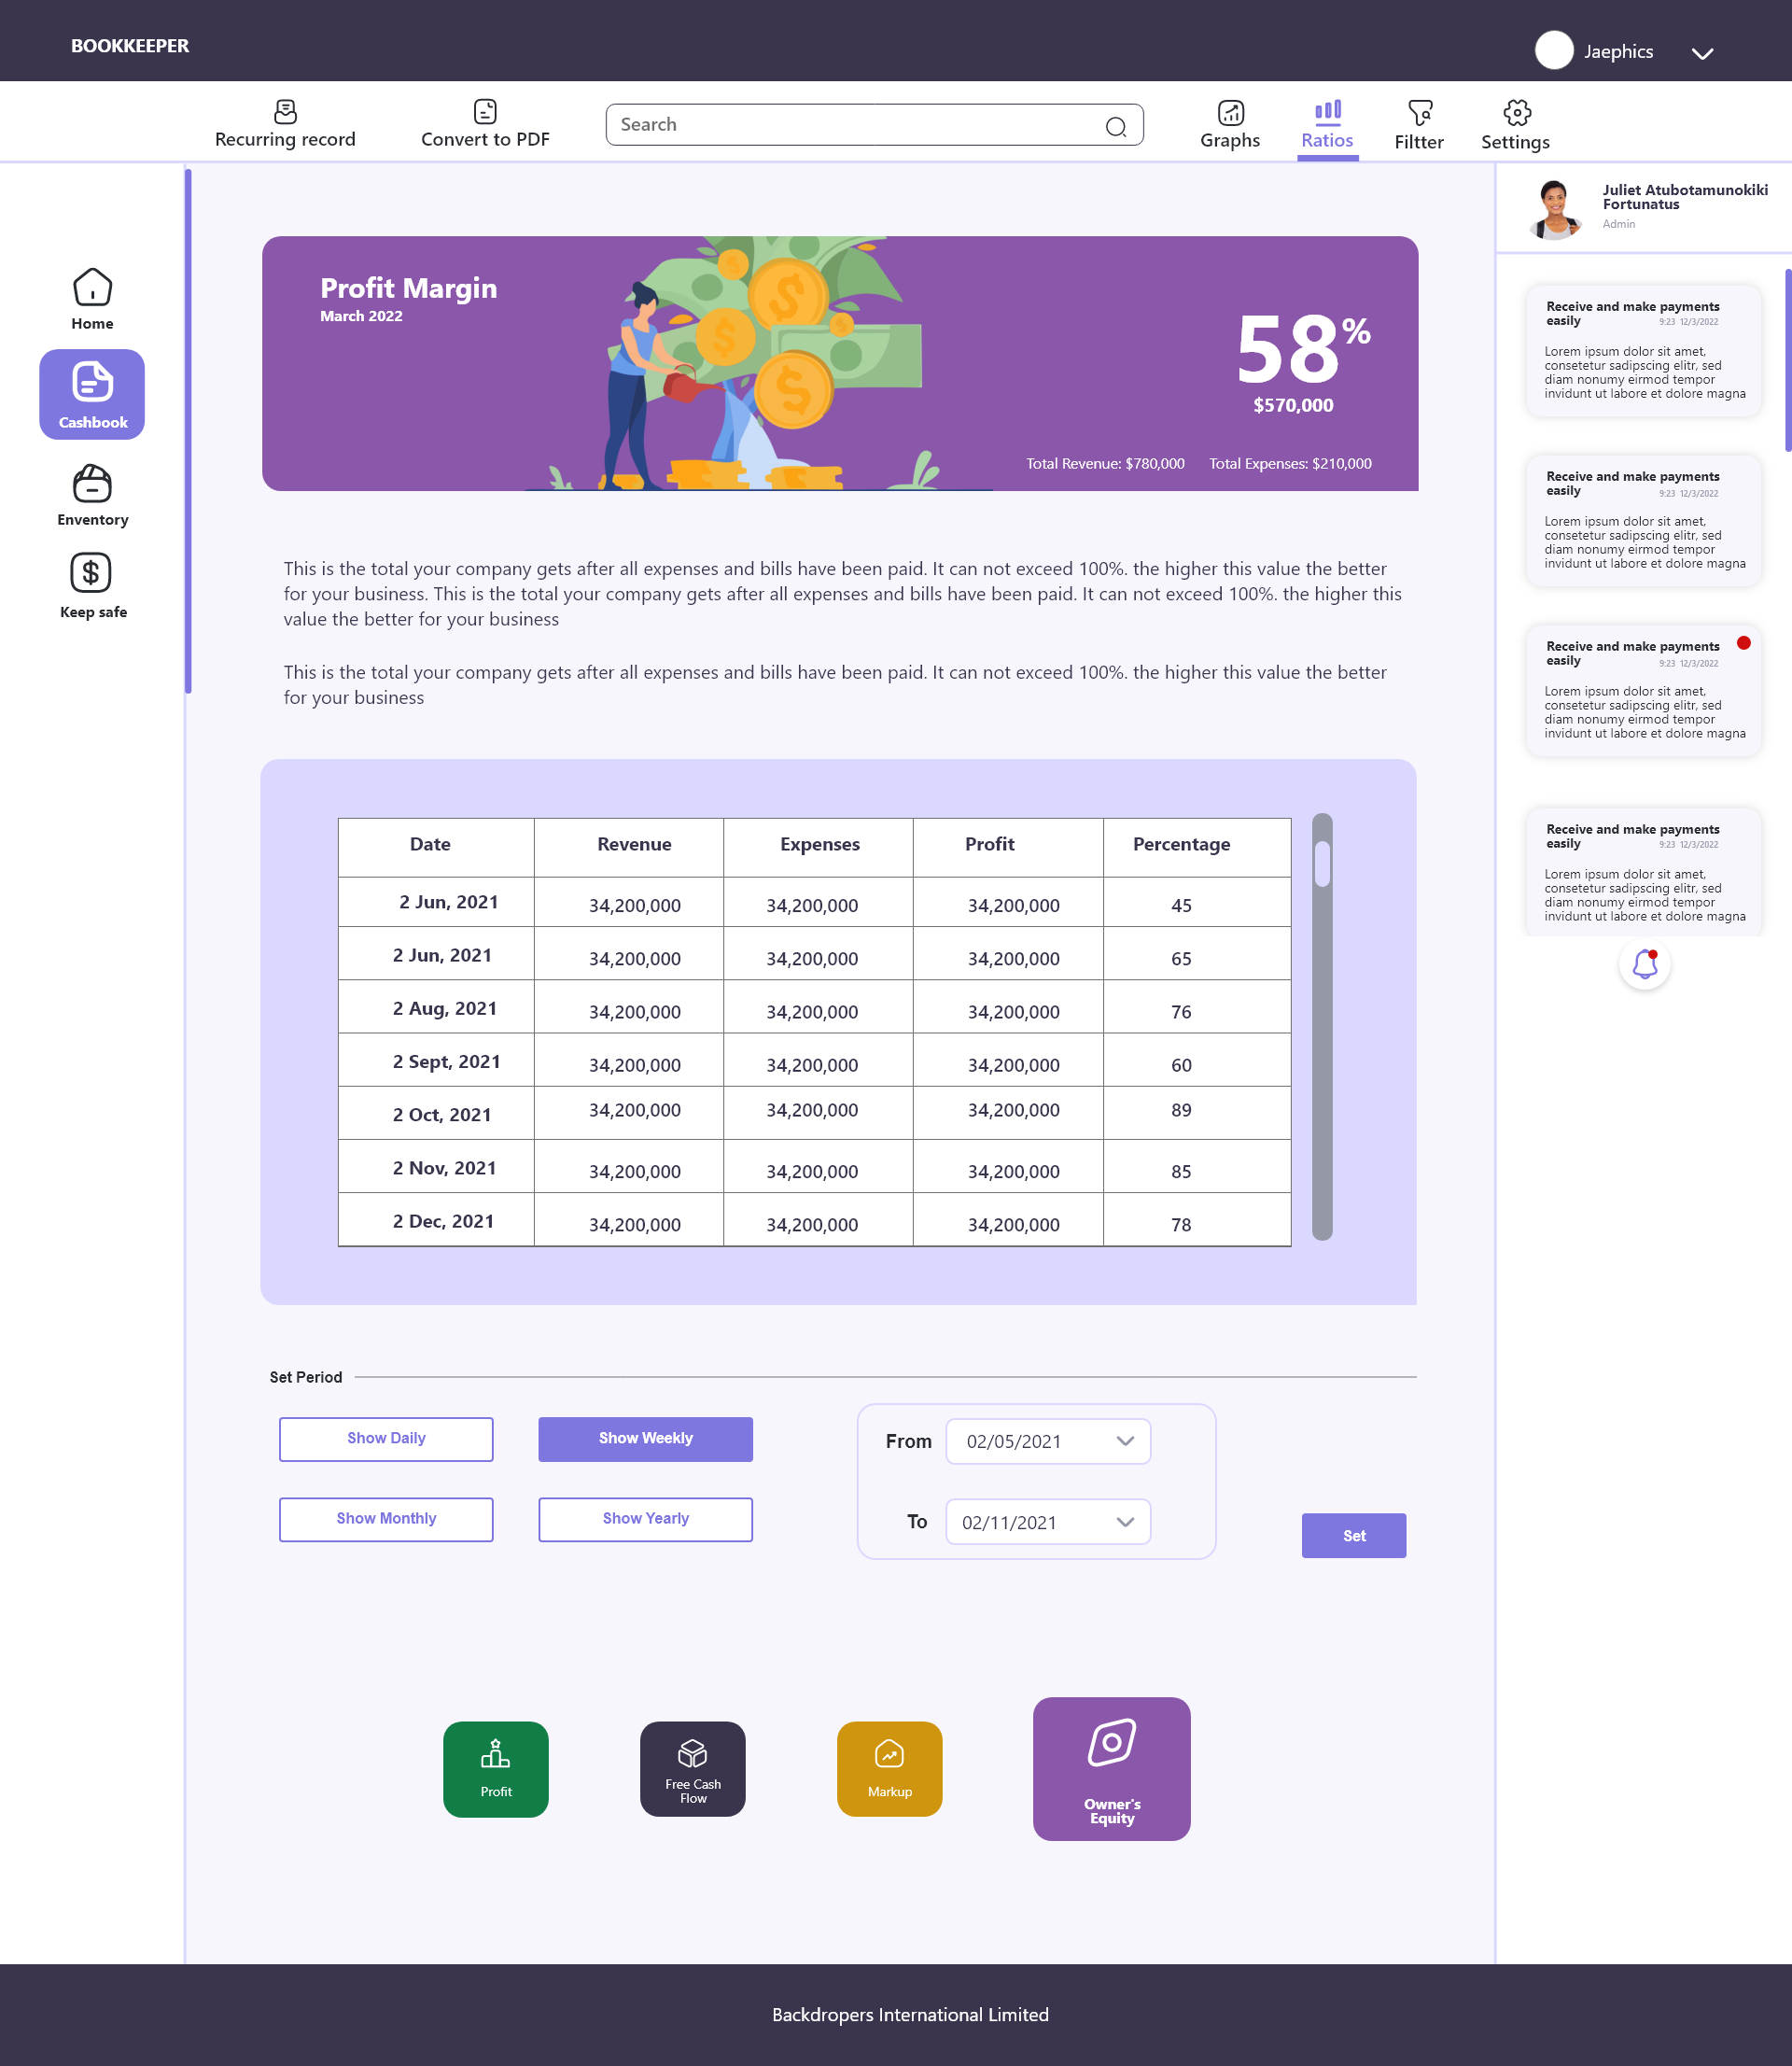 BOOKKEEPER
Jaephics
Recurring record
Convert to PDF
Search
Graphs
Ratios
Filtter
Settings
Home
Cashbook
Enventory
Keep safe
Profit Margin
March 2022
58%
$570,000
Total Revenue: $780,000 Total Expenses: $210,000
This is the total your company gets after all expenses and bills have been paid. It can not exceed 100%. the higher this value the better
for your business. This is the total your company gets after all expenses and bills have been paid. It can not exceed 100%. the higher this
value the better for your business
This is the total your company gets after all expenses and bills have been paid. It can not exceed 100%. the higher this value the better
for your business
Date Revenue Expenses Profit Percentage
2 Jun, 2021 34,200,000 34,200,000 34,200,000 45
2 Jun, 2021 34,200,000 34,200,000 34,200,000 65
2 Aug, 2021 34,200,000 34,200,000 34,200,000 76
2 Sept, 2021 34,200,000 34,200,000 34,200,000 60
2 Oct, 2021 34,200,000 34,200,000 34,200,000 89
2 Nov, 2021 34,200,000 34,200,000 34,200,000 85
2 Dec, 2021 34,200,000 34,200,000 34,200,000 78
Set Period
Show Daily
Show Weekly
Show Monthly
Show Yearly
From 02/05/2021
To 02/11/2021
Set
Profit
Free Cash
Flow
Markup
Owner's
Equity
Juliet Atubotamunokiki
Fortunatus
Admin
Receive and make payments
easily 9:23 12/3/2022
Lorem ipsum dolor sit amet,
consetetur sadipscing elitr, sed
diam nonumy eirmod tempor
invidunt ut labore et dolore magna
Receive and make payments
easily 9:23 12/3/2022
Lorem ipsum dolor sit amet,
consetetur sadipscing elitr, sed
diam nonumy eirmod tempor
invidunt ut labore et dolore magna
Receive and make payments
easily 9:23 12/3/2022
Lorem ipsum dolor sit amet,
consetetur sadipscing elitr, sed
diam nonumy eirmod tempor
invidunt ut labore et dolore magna
Receive and make payments
easily 9:23 12/3/2022
Lorem ipsum dolor sit amet,
consetetur sadipscing elitr, sed
diam nonumy eirmod tempor
invidunt ut labore et dolore magna
Backdropers International Limited